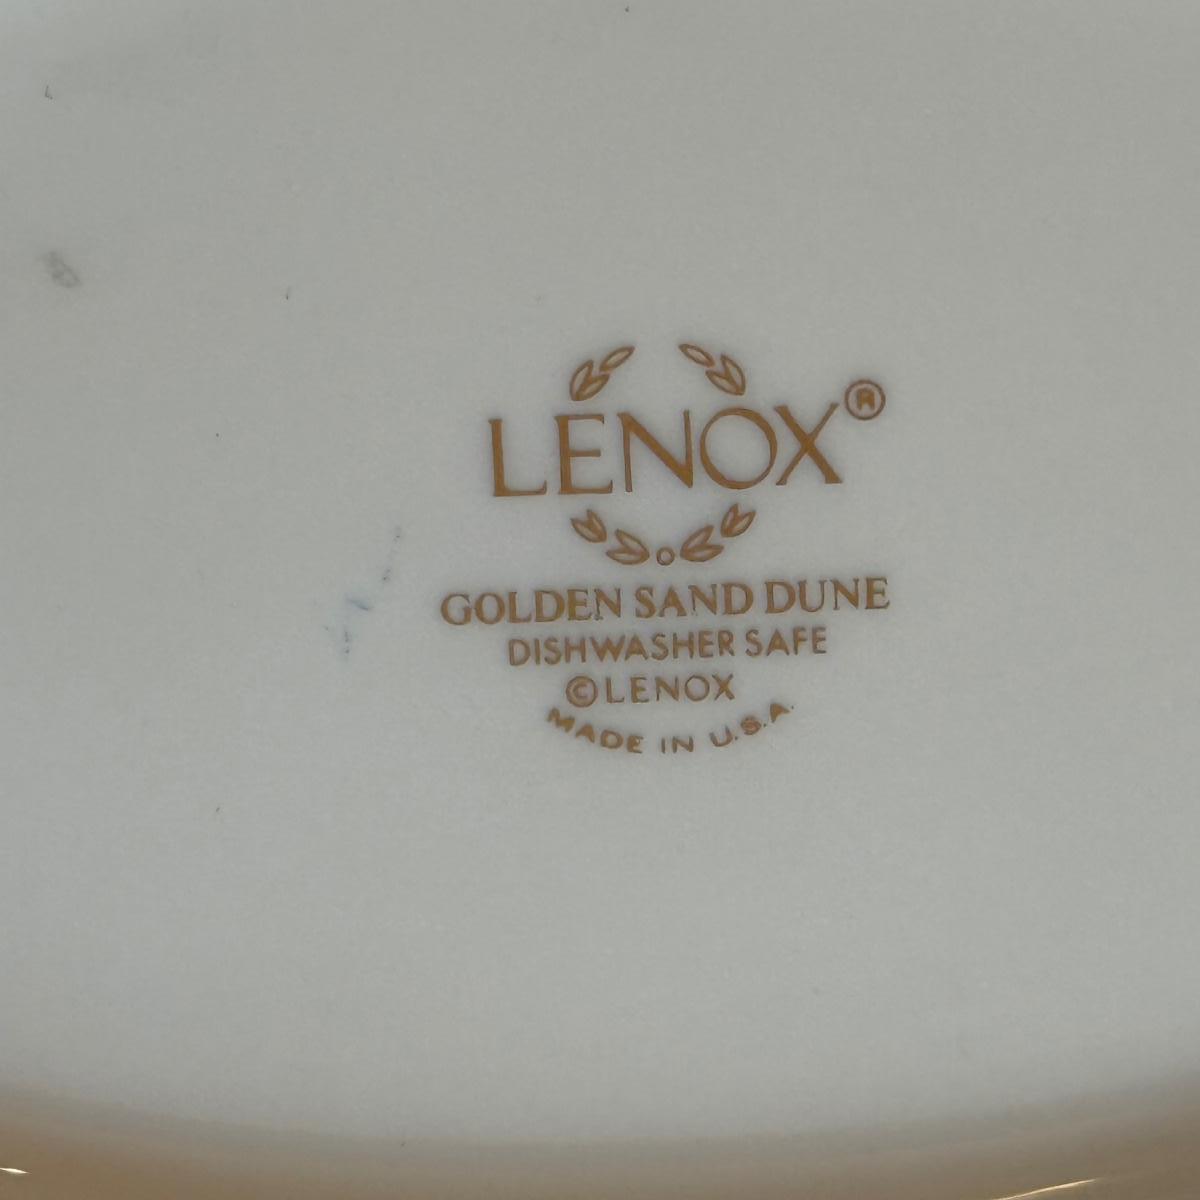 LENOX®
GOLDEN SAND DUNE
DISHWASHER SAFE
©LENOX
MADE IN U.S.A.